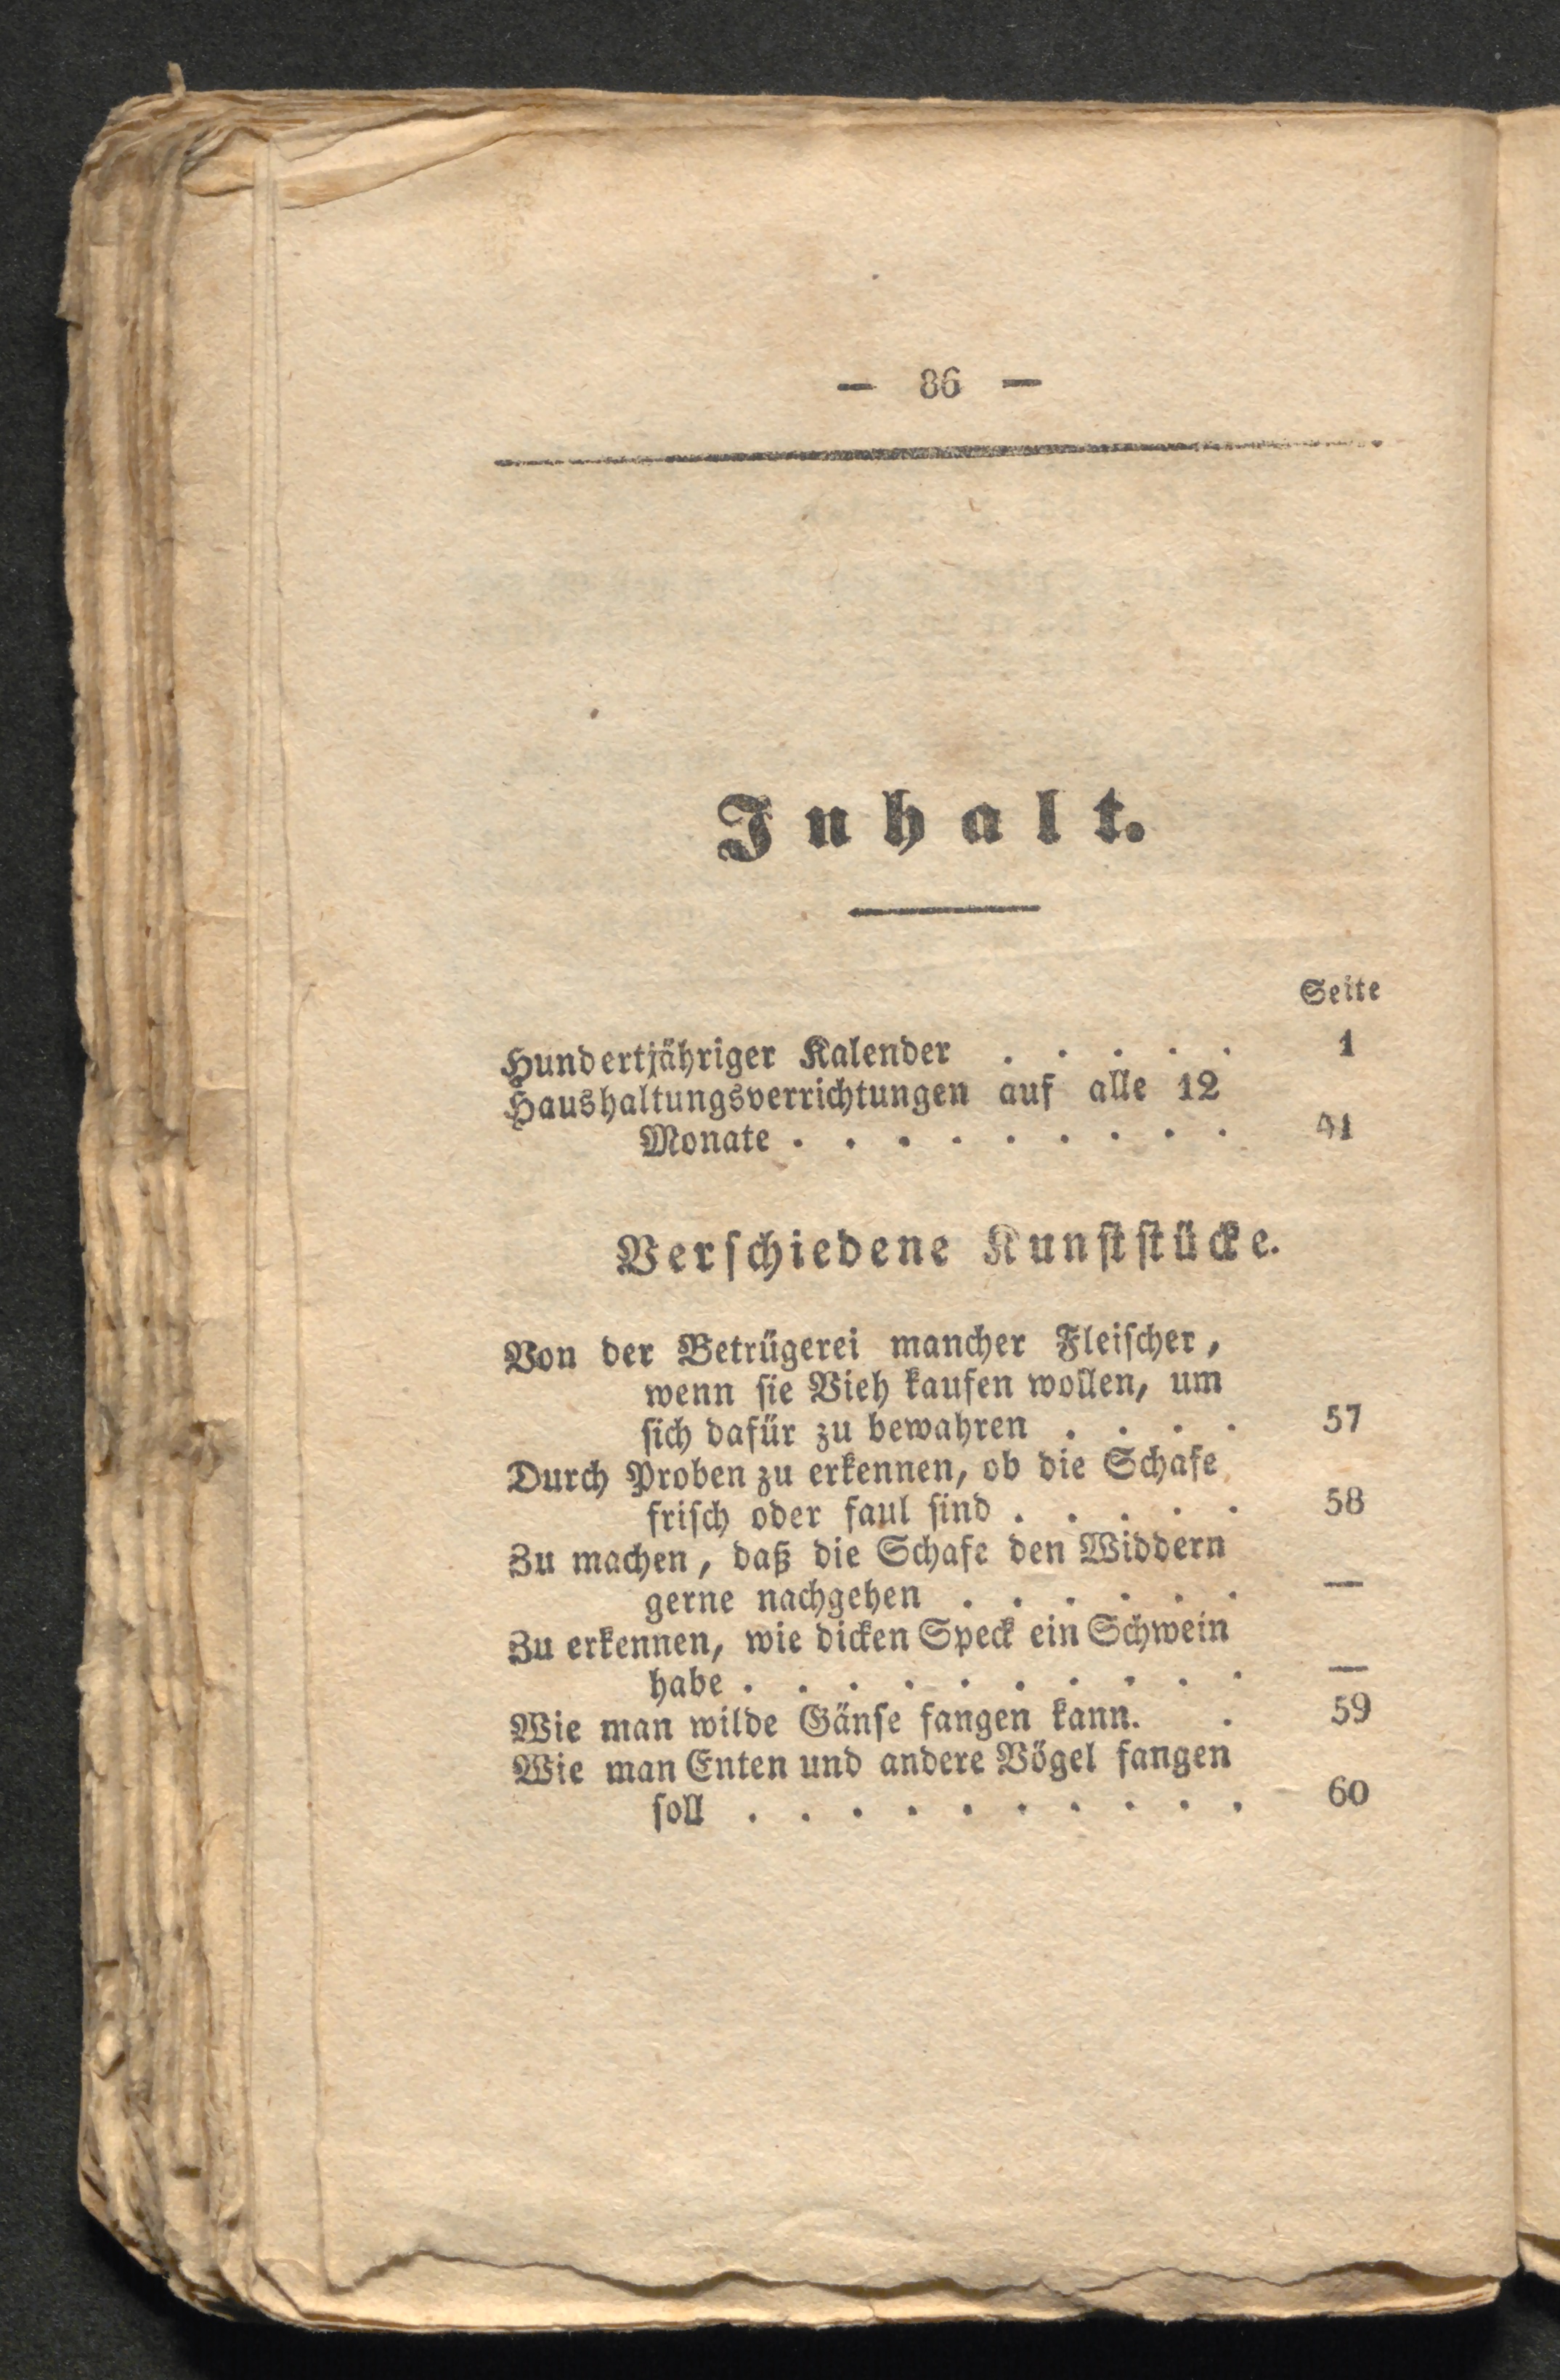 — 86 —
Inhalt.
Seite
Hundertjähriger Kalender . . . . . 1
Haushaltungsverrichtungen auf alle 12
Monate . . . . . . . . . 41
Verschiedene Kunststücke.
Von der Betrügerei mancher Fleischer,
wenn sie Vieh kaufen wollen, um
sich dafür zu bewahren . . . . 57
Durch Proben zu erkennen, ob die Schafe
frisch oder faul sind . . . . . 58
Zu machen, daß die Schafe den Widdern
gerne nachgehen . . . . . . —
Zu erkennen, wie dicken Speck ein Schwein
habe . . . . . . . . . . —
Wie man wilde Gänse fangen kann. . 59
Wie man Enten und andere Vögel fangen
soll . . . . . . . . . . 60